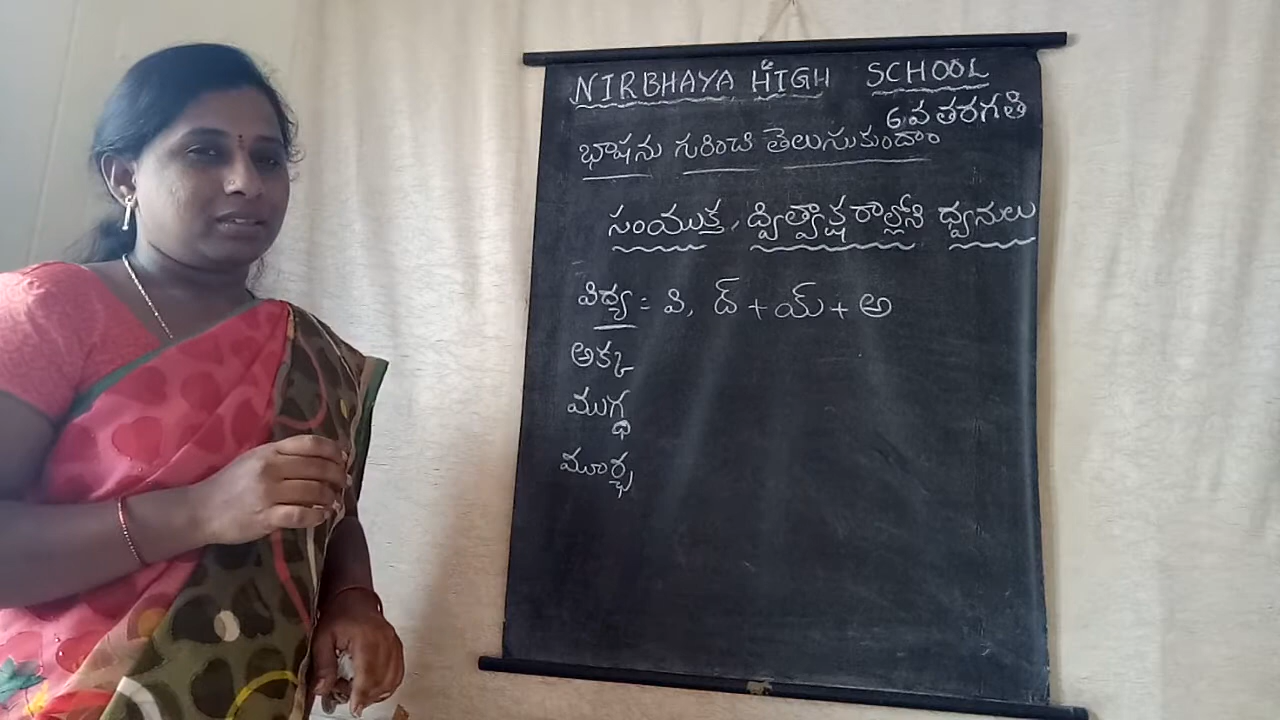 NIRBHAYA HIGH SCHOOL
6వ తరగతి
భాషను గురించి తెలుసుకుందాం
సంయుక్త, ద్విత్వాక్షరాల్లోని ధ్వనులు
విద్య = వి, ద్ + య్ + అ
అక్క
ముగ్ధ
మూర్ఛ